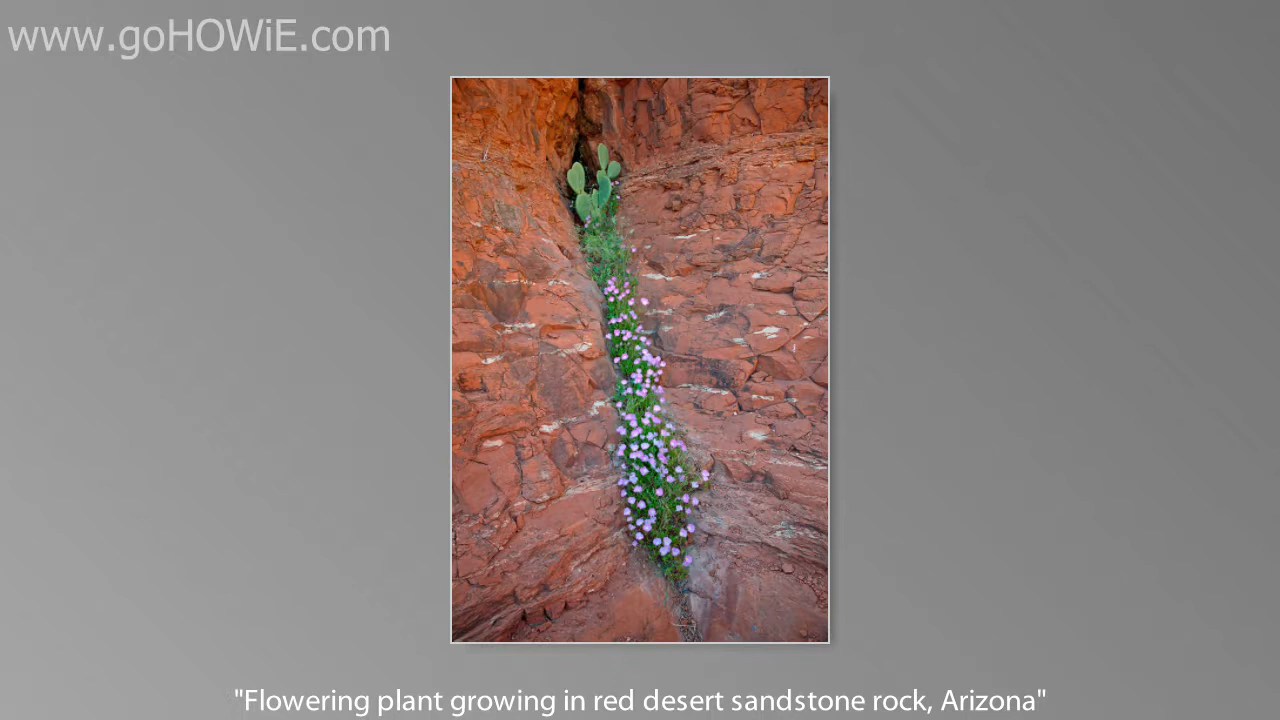 www.goHOWiE.com
"Flowering plant growing in red desert sandstone rock, Arizona"